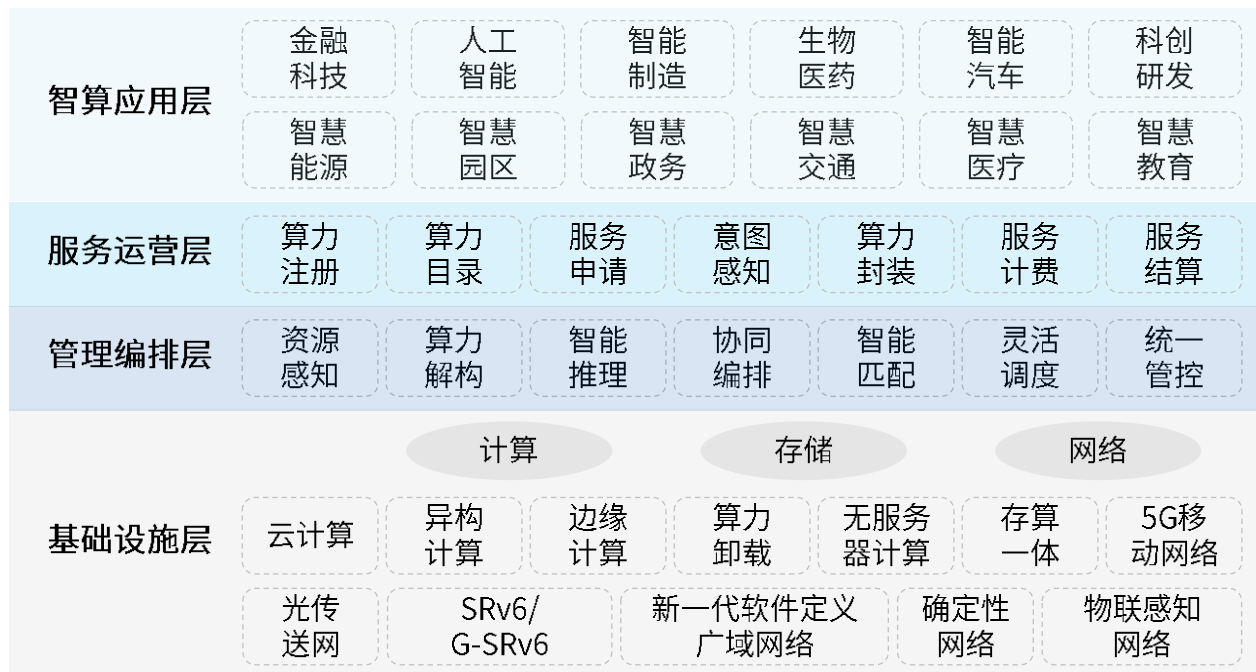 智算应用层
金融
科技
人工
智能
智能
制造
生物
医药
智能
汽车
科创
研发
智慧
能源
智慧
园区
智慧
政务
智慧
交通
智慧
医疗
智慧
教育
服务运营层
算力
注册
算力
目录
服务
申请
意图
感知
算力
封装
服务
计费
服务
结算
管理编排层
资源
感知
算力
解构
智能
推理
协同
编排
智能
匹配
灵活
调度
统一
管控
基础设施层
计算
存储
网络
云计算
异构
计算
边缘
计算
算力
卸载
无服务
器计算
存算
一体
5G移
动网络
光传
送网
SRv6/
G-SRv6
新一代软件定义
广域网络
确定性
网络
物联感知
网络